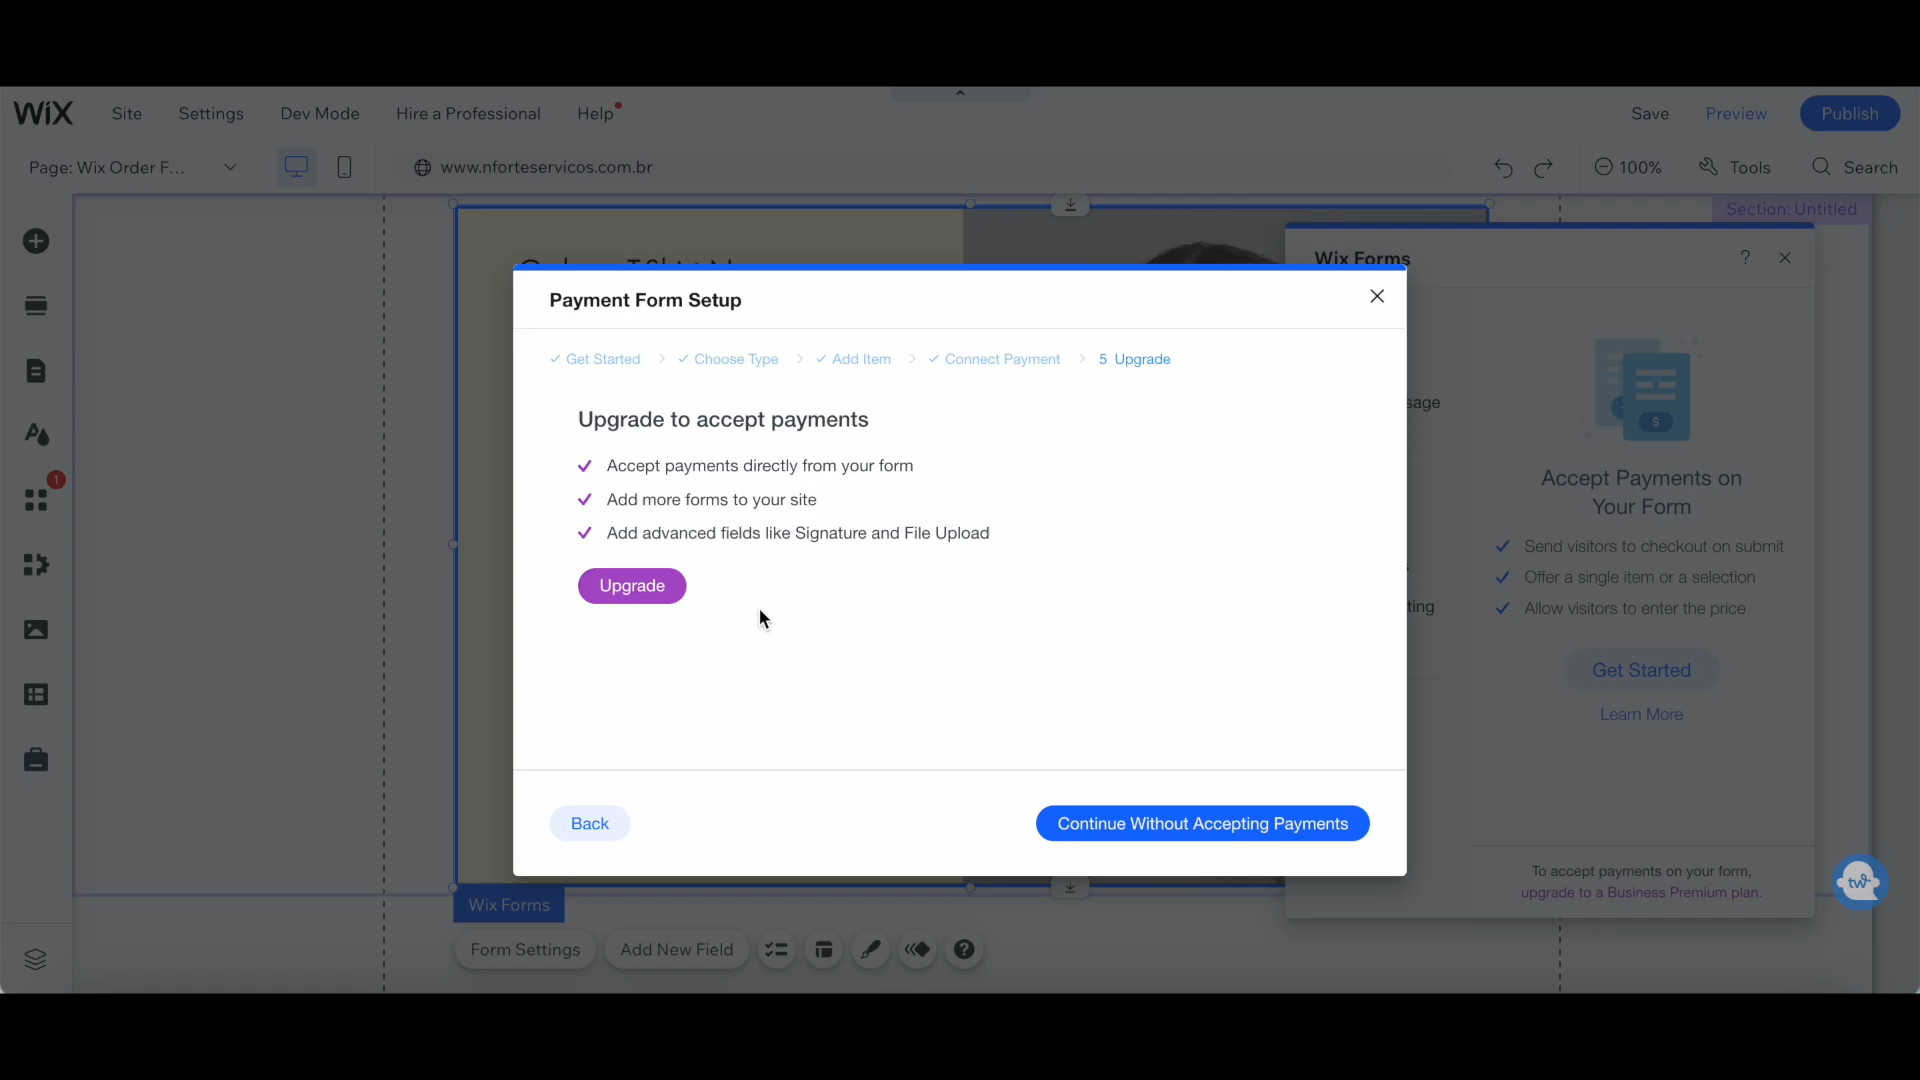 WiX Site Settings Dev Mode Hire a Professional Help Save Preview Publish
Page: Wix Order F... www.nforteservicos.com.br 100% Tools Search
Section: Untitled
Wix Forms ?
Payment Form Setup
Get Started Choose Type Add Item Connect Payment 5 Upgrade
Upgrade to accept payments
Accept payments directly from your form
Add more forms to your site
Add advanced fields like Signature and File Upload
Upgrade
Back Continue Without Accepting Payments
1
sage
ting
$
Accept Payments on
Your Form
Send visitors to checkout on submit
Offer a single item or a selection
Allow visitors to enter the price
Get Started
Learn More
To accept payments on your form,
upgrade to a Business Premium plan.
tw
Wix Forms
Form Settings Add New Field ?